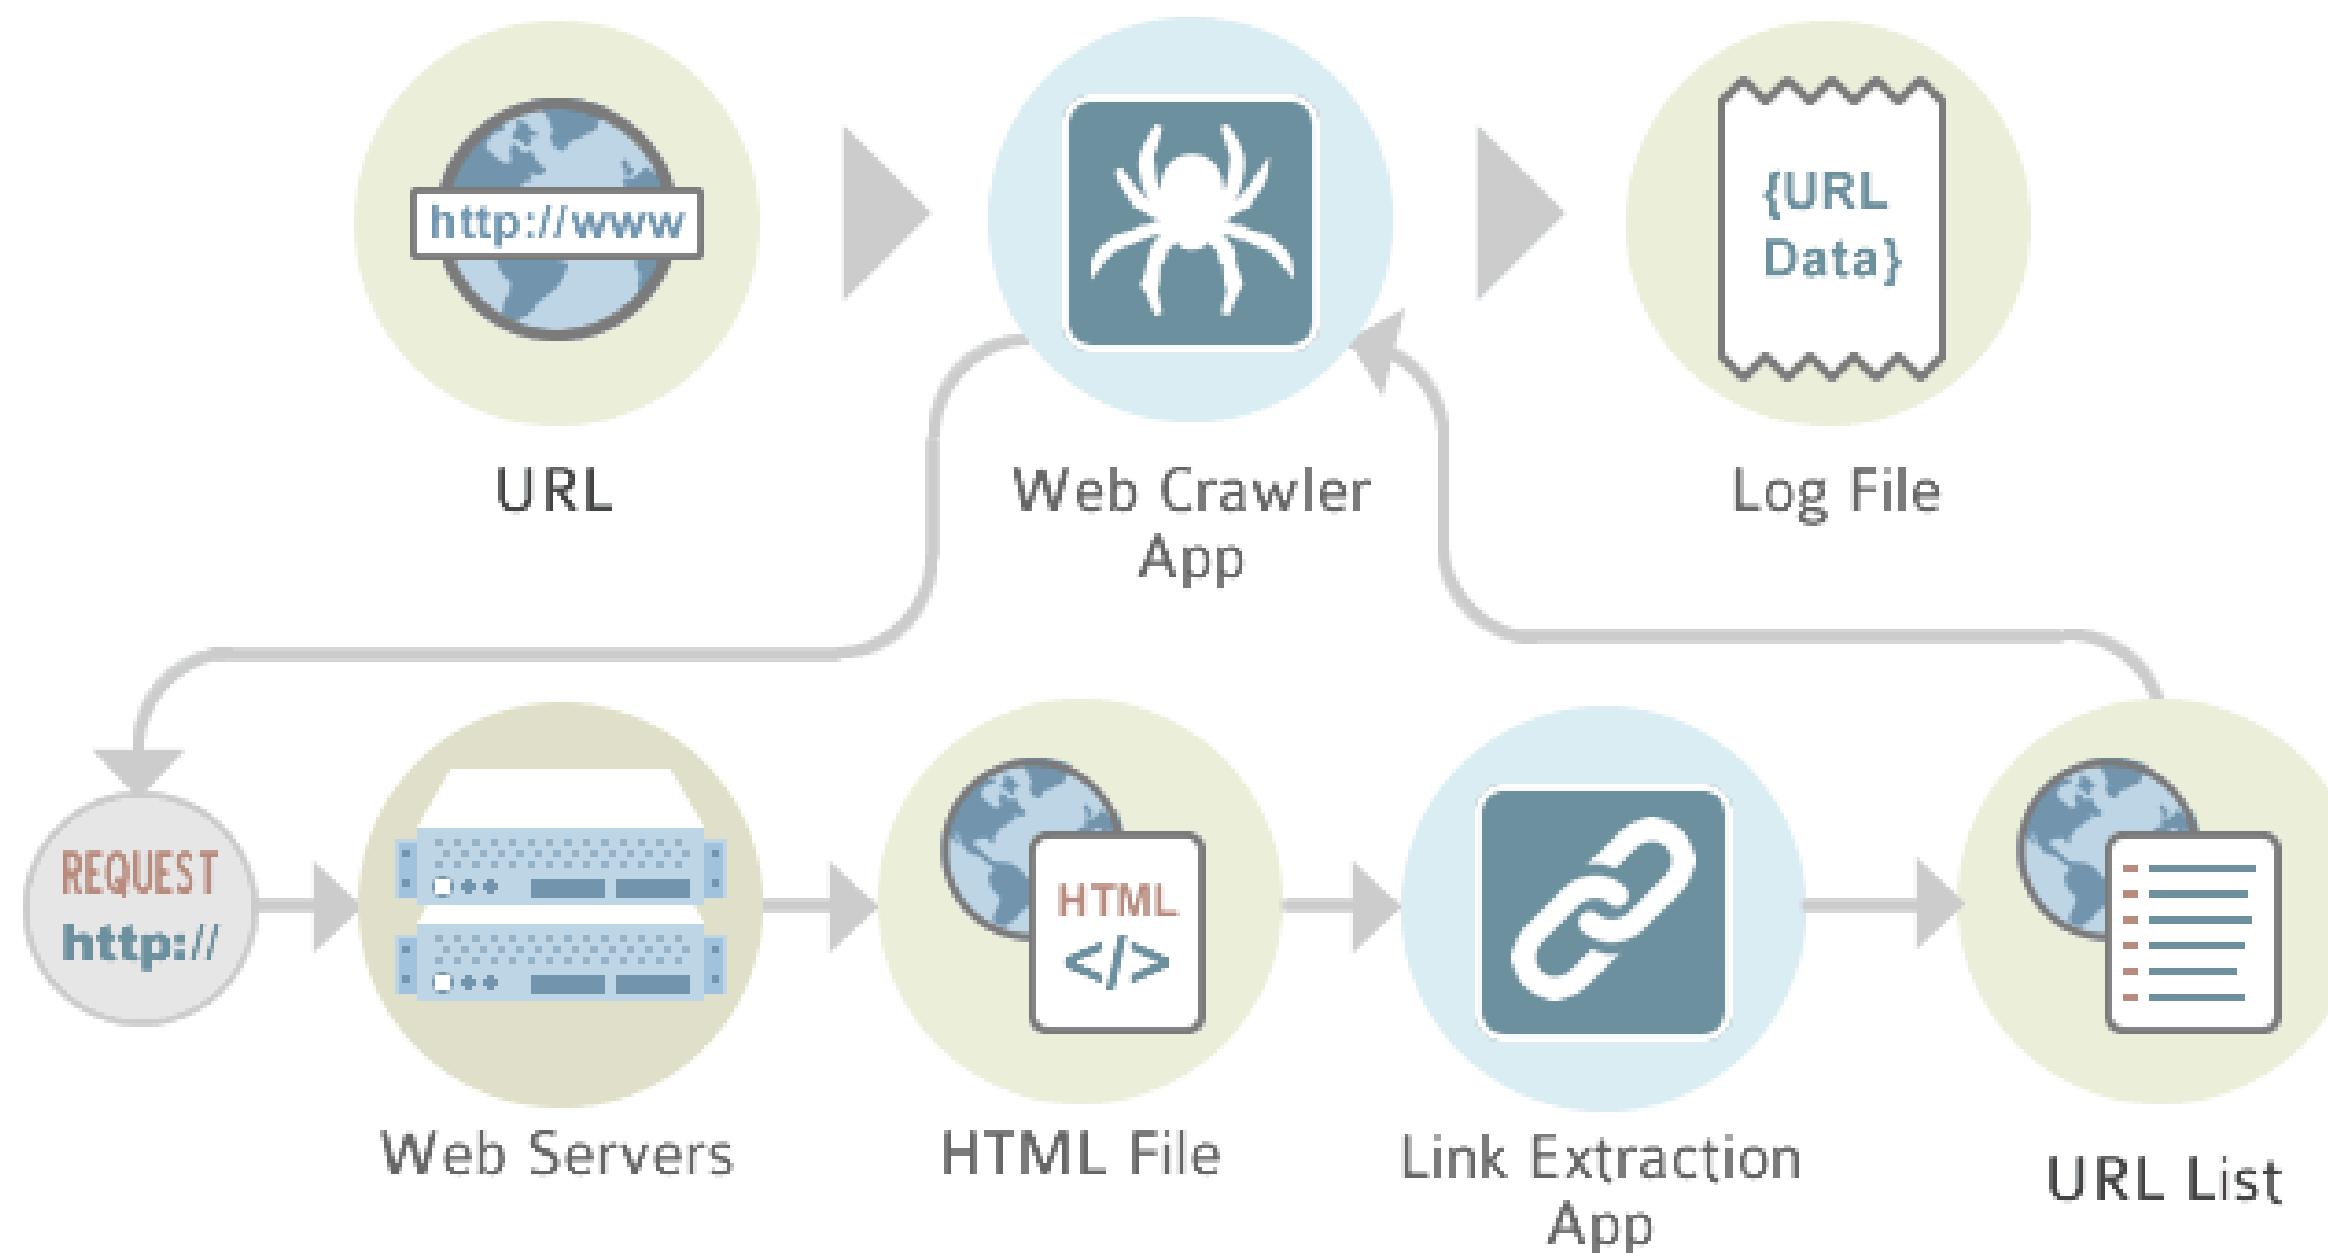 http://www
{URL
Data}
URL
Web Crawler
App
Log File
REQUEST
http://
HTML
</>
Web Servers
HTML File
Link Extraction
App
URL List